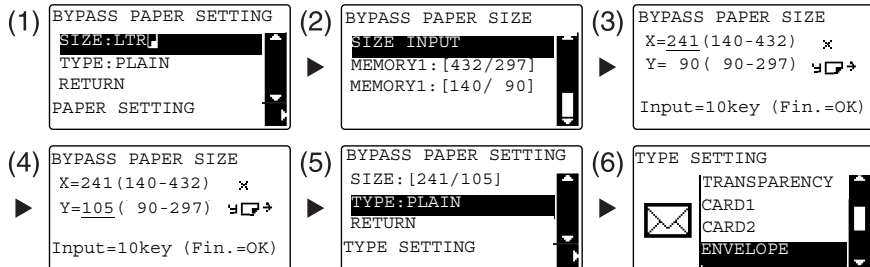 (1)
BYPASS PAPER SETTING
SIZE:LTR
TYPE:PLAIN
RETURN
PAPER SETTING
(2)
BYPASS PAPER SIZE
SIZE INPUT
MEMORY1:[432/297]
MEMORY1:[140/ 90]
(3)
BYPASS PAPER SIZE
X=241(140-432) X
Y= 90( 90-297) Y
Input=10key (Fin.=OK)
(4)
BYPASS PAPER SIZE
X=241(140-432) X
Y=105( 90-297) Y
Input=10key (Fin.=OK)
(5)
BYPASS PAPER SETTING
SIZE:[241/105]
TYPE:PLAIN
RETURN
TYPE SETTING
(6)
TYPE SETTING
TRANSPARENCY
CARD1
CARD2
ENVELOPE